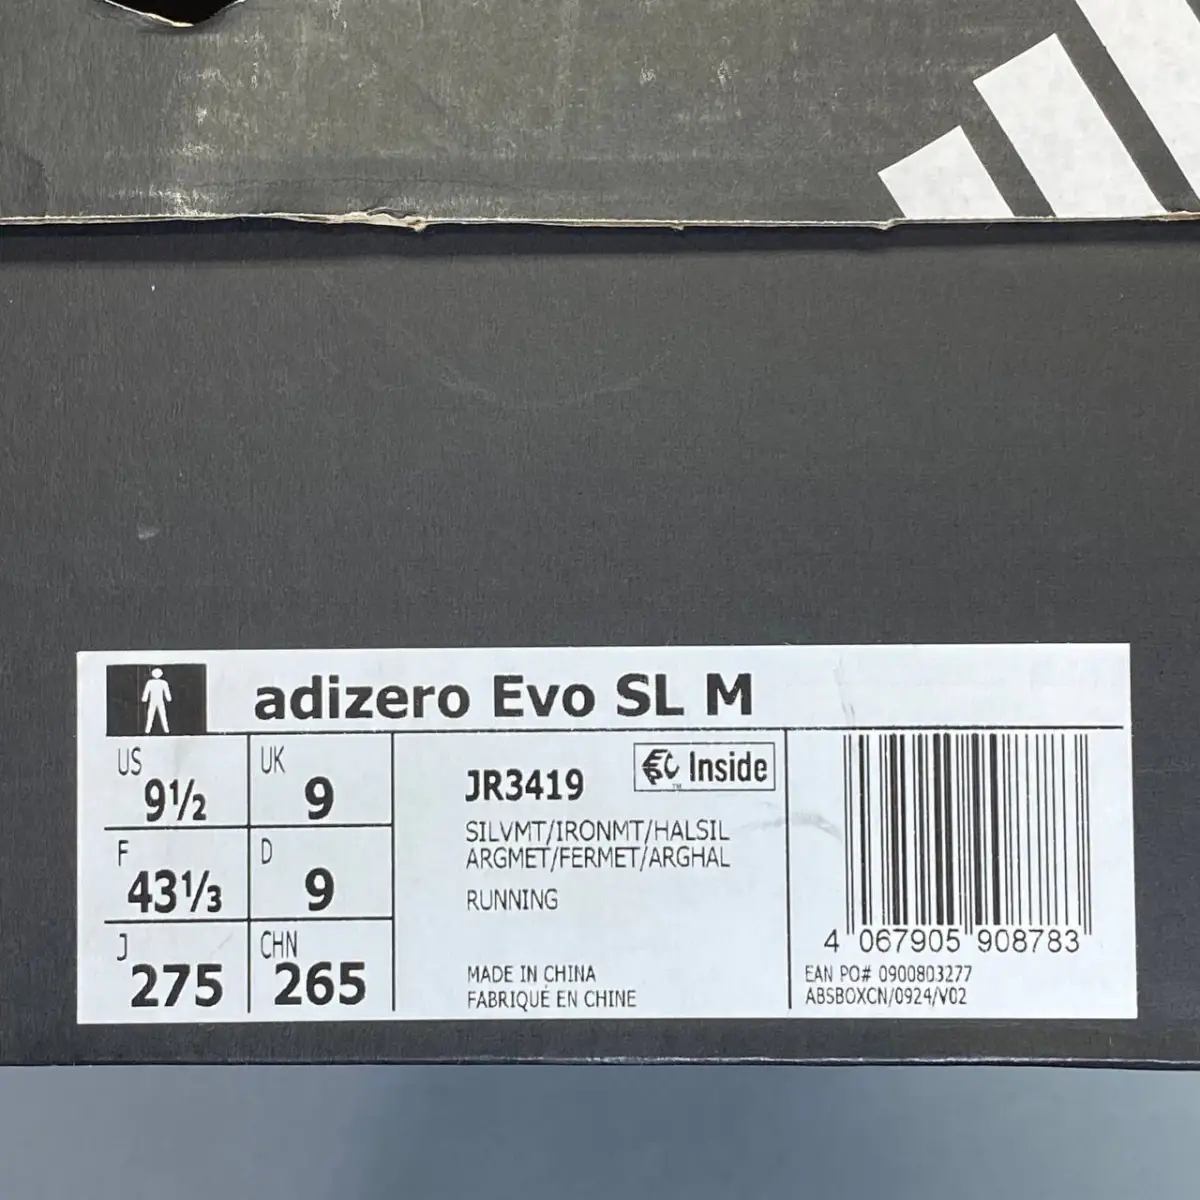 adizero Evo SL M
US
9½
UK
9
F
43⅓
D
9
J
275
CHN
265
JR3419
Inside
TM
SILVMT/IRONMT/HALSIL
ARGMET/FERMET/ARGHAL
RUNNING
MADE IN CHINA
FABRIQUÉ EN CHINE
4 067905 908783
EAN PO# 0900803277
ABSBOXCN/0924/V02